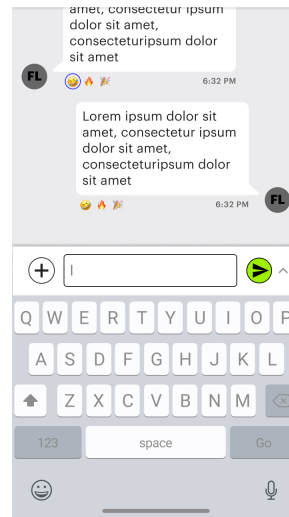 amet, consectetur ipsum
dolor sit amet,
consecteturipsum dolor
sit amet
FL
6:32 PM
Lorem ipsum dolor sit
amet, consectetur ipsum
dolor sit amet,
consecteturipsum dolor
sit amet
6:32 PM
FL
Q W E R T Y U I O P
A S D F G H J K L
Z X C V B N M
123 space Go